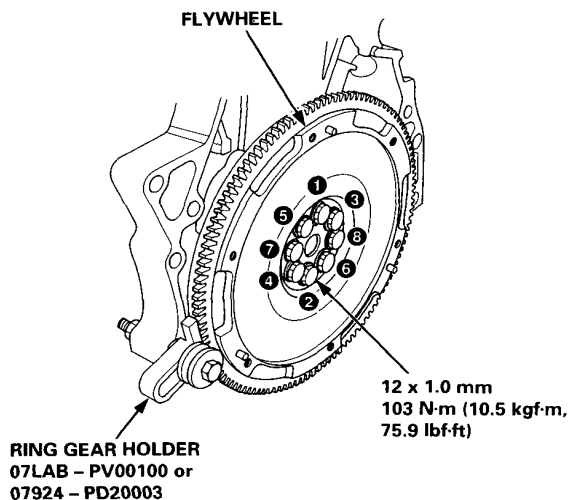 FLYWHEEL
1
3
5
8
7
6
4
2
12 x 1.0 mm
103 N·m (10.5 kgf·m,
75.9 lbf·ft)
RING GEAR HOLDER
07LAB – PV00100 or
07924 – PD20003